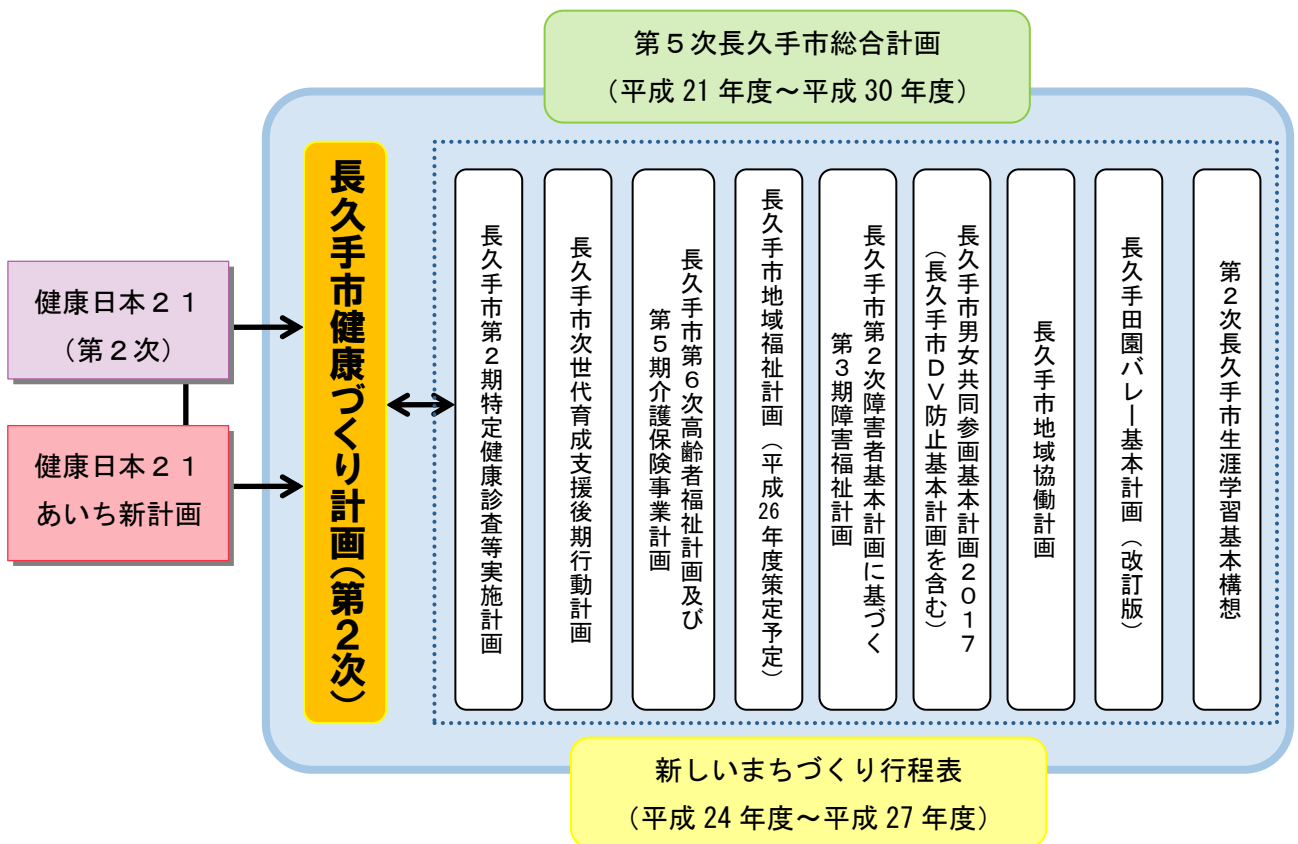 第５次長久手市総合計画
（平成 21 年度～平成 30 年度）
健康日本２１
（第２次）
健康日本２１
あいち新計画
長久手市健康づくり計画（第２次）
長久手市第２期特定健康診査等実施計画
長久手市次世代育成支援後期行動計画
長久手市第６次高齢者福祉計画及び
第５期介護保険事業計画
長久手市地域福祉計画（平成 26 年度策定予定）
長久手市第２次障害者基本計画に基づく
第３期障害福祉計画
長久手市男女共同参画基本計画２０１７
（長久手市ＤＶ防止基本計画を含む）
長久手市地域協働計画
長久手田園バレー基本計画（改訂版）
第２次長久手市生涯学習基本構想
新しいまちづくり行程表
（平成 24 年度～平成 27 年度）